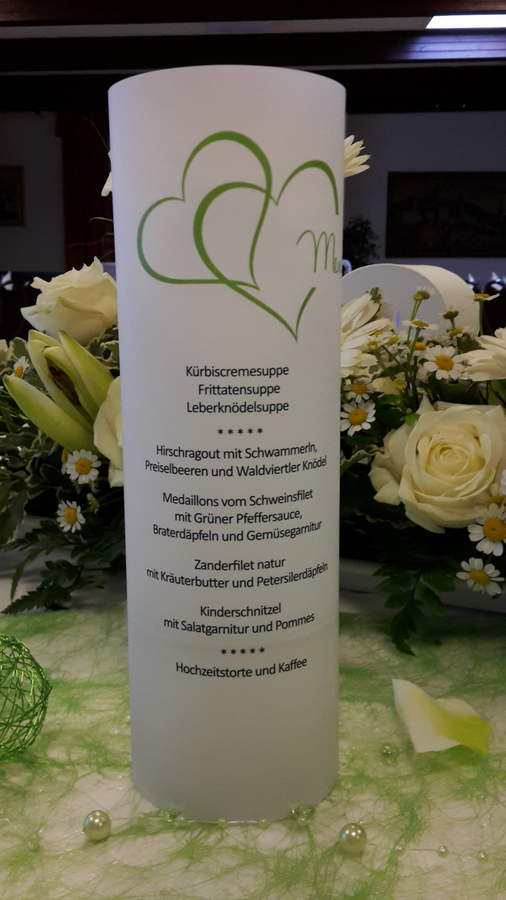 Kürbiscremesuppe
Frittatensuppe
Leberknödelsuppe
*****
Hirschragout mit Schwammerln,
Preiselbeeren und Waldviertler Knödel
Medaillons vom Schweinsfilet
mit Grüner Pfeffersauce,
Braterdäpfeln und Gemüsegarnitur
Zanderfilet natur
mit Kräuterbutter und Petersilerdäpfeln
Kinderschnitzel
mit Salatgarnitur und Pommes
*****
Hochzeitstorte und Kaffee